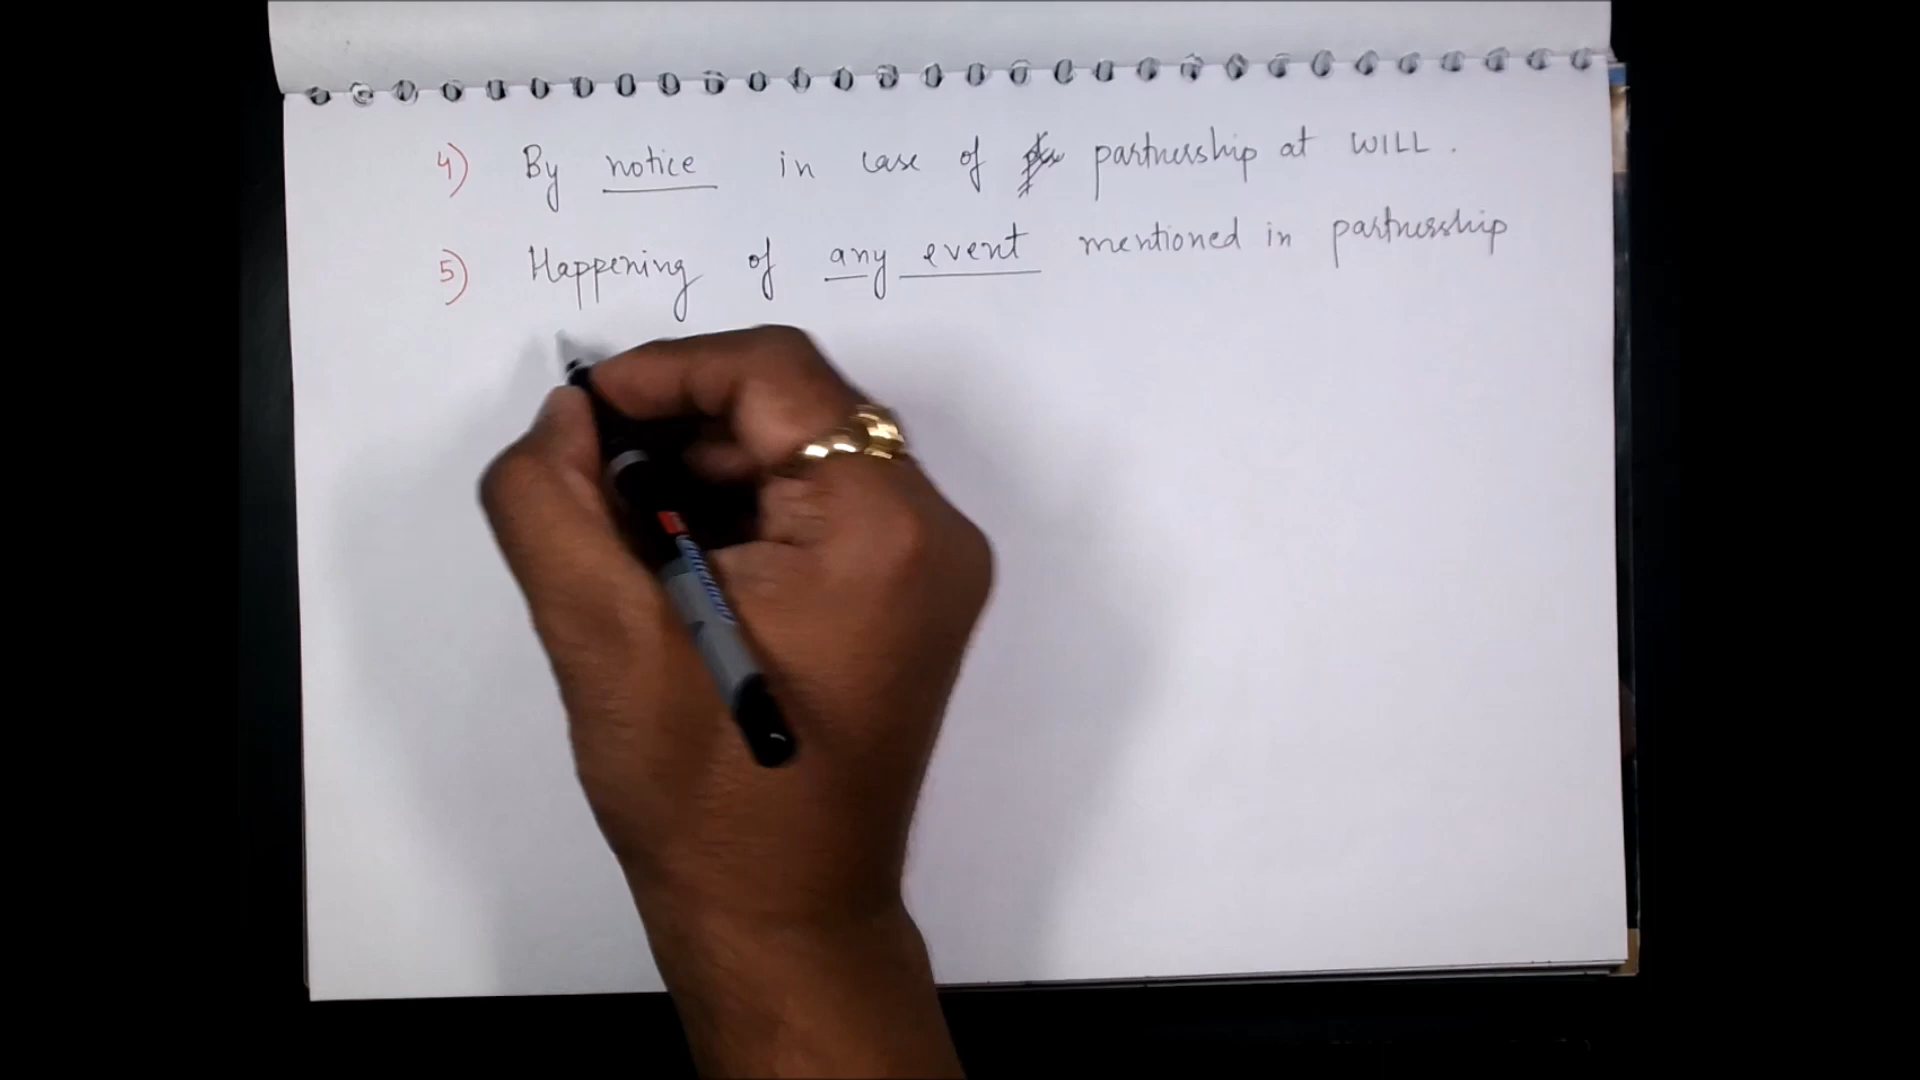 4) By notice in case of partnership at WILL.
5) Happening of any event mentioned in partnership